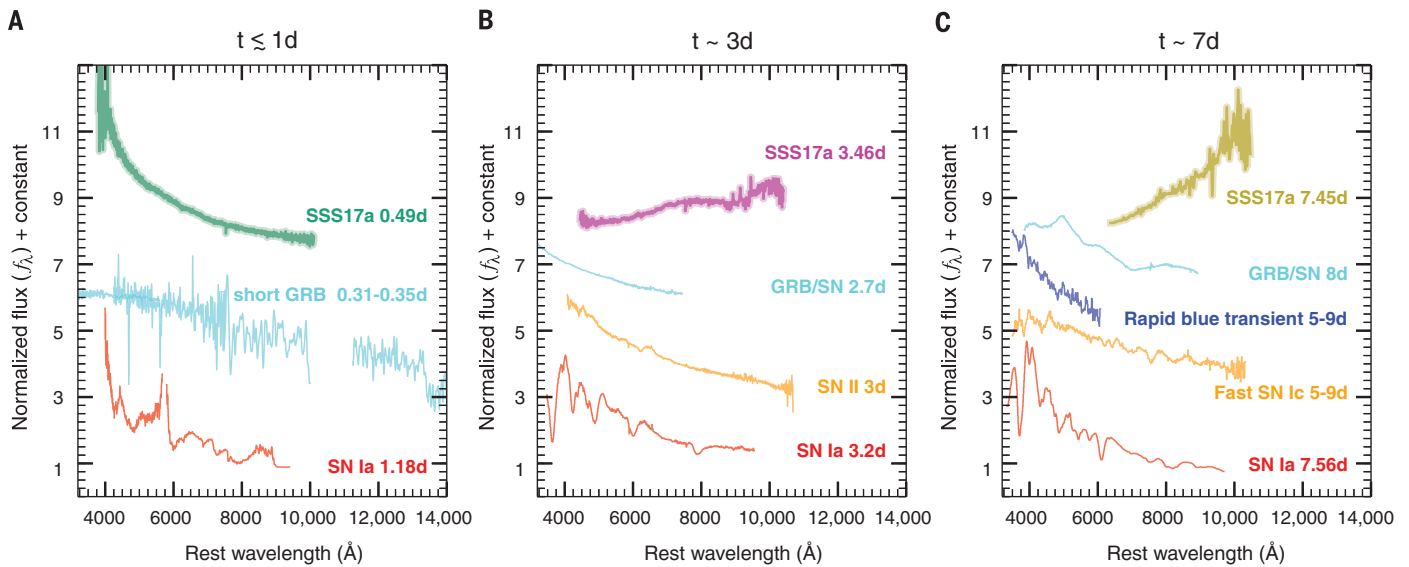 A
t ≲ 1d
Normalized flux (fλ) + constant
11
9
7
5
3
1
SSS17a 0.49d
short GRB 0.31-0.35d
SN Ia 1.18d
4000 6000 8000 10,000 12,000 14,000
Rest wavelength (Å)
B
t ~ 3d
Normalized flux (fλ) + constant
11
9
7
5
3
1
SSS17a 3.46d
GRB/SN 2.7d
SN II 3d
SN Ia 3.2d
4000 6000 8000 10,000 12,000 14,000
Rest wavelength (Å)
C
t ~ 7d
Normalized flux (fλ) + constant
11
9
7
5
3
1
SSS17a 7.45d
GRB/SN 8d
Rapid blue transient 5-9d
Fast SN Ic 5-9d
SN Ia 7.56d
4000 6000 8000 10,000 12,000 14,000
Rest wavelength (Å)